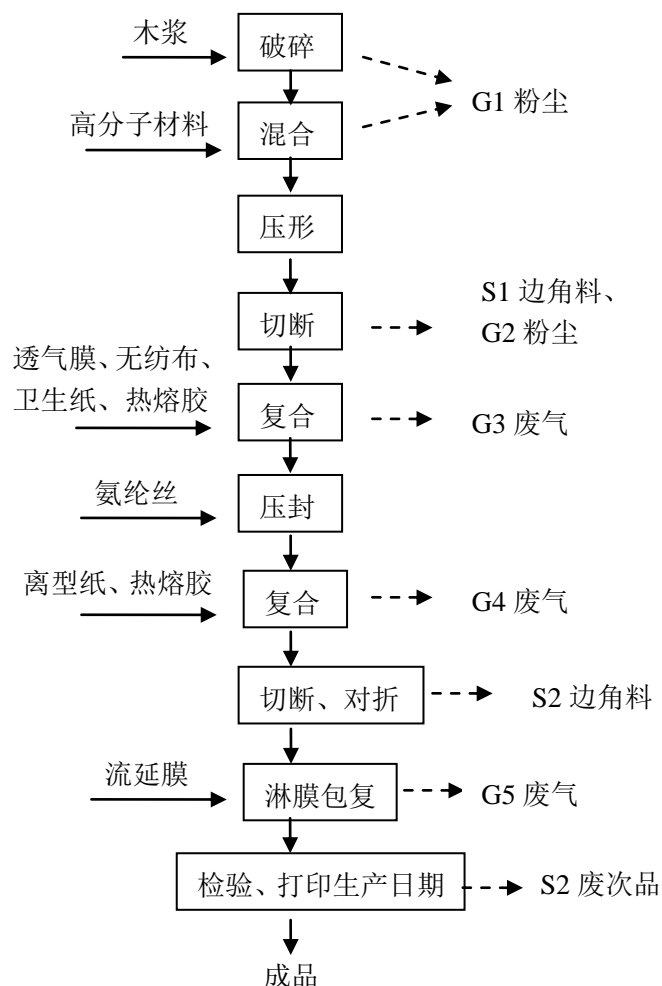 木浆
破碎
G1 粉尘
高分子材料
混合
压形
切断
S1 边角料、
G2 粉尘
透气膜、无纺布、
卫生纸、热熔胶
复合
G3 废气
氨纶丝
压封
离型纸、热熔胶
复合
G4 废气
切断、对折
S2 边角料
流延膜
淋膜包复
G5 废气
检验、打印生产日期
S2 废次品
成品